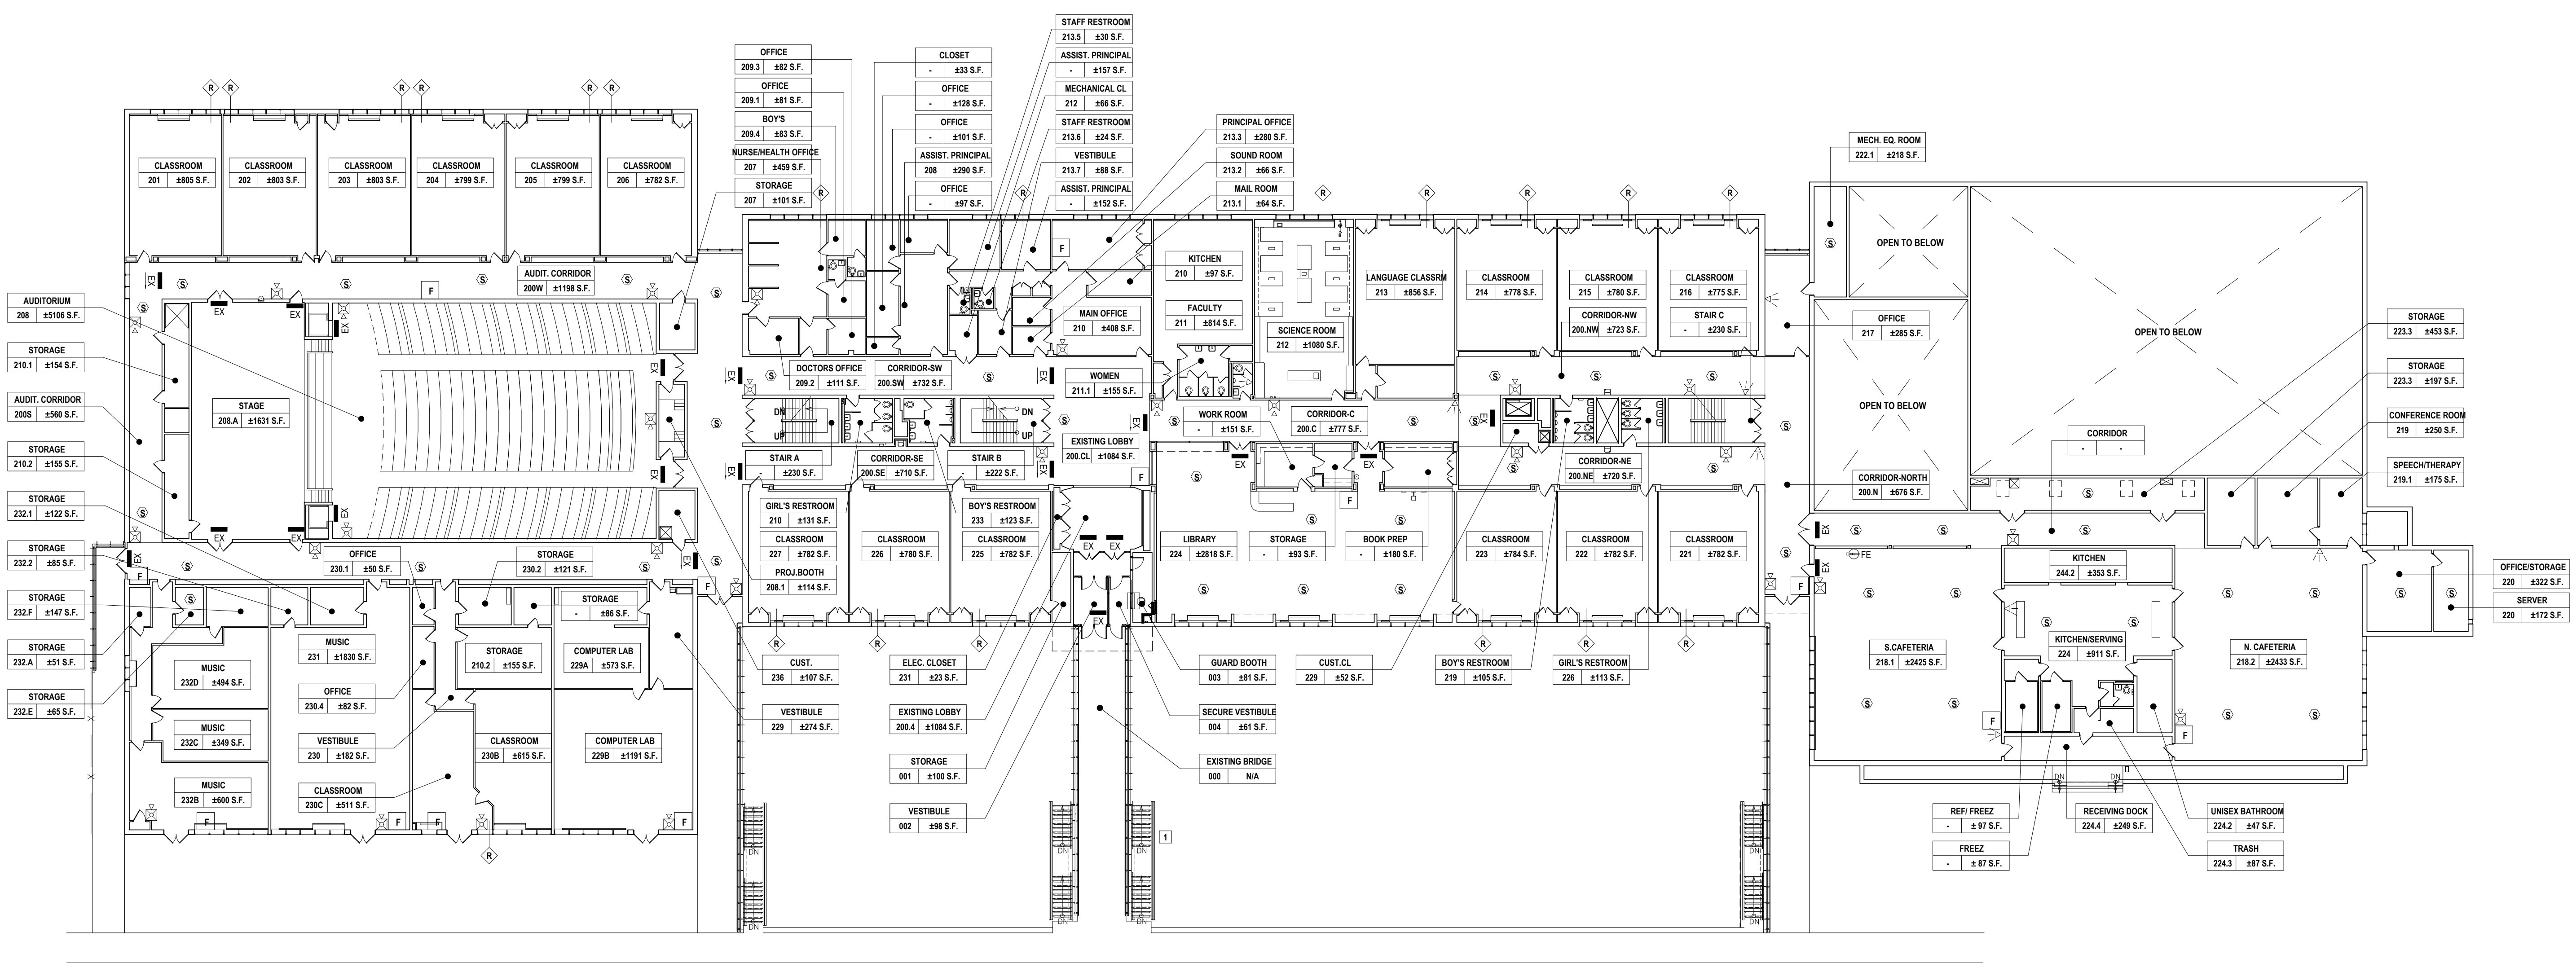 STAFF RESTROOM
213.5 ±30 S.F.
OFFICE
209.3 ±82 S.F.
CLOSET
- ±33 S.F.
ASSIST. PRINCIPAL
- ±157 S.F.
OFFICE
209.1 ±81 S.F.
OFFICE
- ±128 S.F.
MECHANICAL CL
212 ±66 S.F.
BOY'S
209.4 ±83 S.F.
OFFICE
- ±101 S.F.
STAFF RESTROOM
213.6 ±24 S.F.
PRINCIPAL OFFICE
213.3 ±280 S.F.
NURSE/HEALTH OFFICE
207 ±459 S.F.
ASSIST. PRINCIPAL
208 ±290 S.F.
VESTIBULE
213.7 ±88 S.F.
SOUND ROOM
213.2 ±66 S.F.
STORAGE
207 ±101 S.F.
OFFICE
- ±97 S.F.
ASSIST. PRINCIPAL
- ±152 S.F.
MAIL ROOM
213.1 ±64 S.F.
MECH. EQ. ROOM
222.1 ±218 S.F.
R R R R R R
CLASSROOM
201 ±805 S.F.
CLASSROOM
202 ±803 S.F.
CLASSROOM
203 ±803 S.F.
CLASSROOM
204 ±799 S.F.
CLASSROOM
205 ±799 S.F.
CLASSROOM
206 ±782 S.F.
R R R R R R R
OPEN TO BELOW
F
KITCHEN
210 ±97 S.F.
AUDIT. CORRIDOR
200W ±1198 S.F.
LANGUAGE CLASSRM
213 ±856 S.F.
CLASSROOM
214 ±778 S.F.
CLASSROOM
215 ±780 S.F.
CLASSROOM
216 ±775 S.F.
AUDITORIUM
208 ±5106 S.F.
MAIN OFFICE
210 ±408 S.F.
FACULTY
211 ±814 S.F.
SCIENCE ROOM
212 ±1080 S.F.
CORRIDOR-NW
200.NW ±723 S.F.
STAIR C
- ±230 S.F.
OFFICE
217 ±285 S.F.
OPEN TO BELOW
STORAGE
223.3 ±453 S.F.
STORAGE
210.1 ±154 S.F.
DOCTORS OFFICE
209.2 ±111 S.F.
CORRIDOR-SW
200.SW ±732 S.F.
WOMEN
211.1 ±155 S.F.
STORAGE
223.3 ±197 S.F.
AUDIT. CORRIDOR
200S ±560 S.F.
STAGE
208.A ±1631 S.F.
DN
UP
DN
UP
WORK ROOM
- ±151 S.F.
CORRIDOR-C
200.C ±777 S.F.
OPEN TO BELOW
CONFERENCE ROOM
219 ±250 S.F.
EXISTING LOBBY
200.CL ±1084 S.F.
CORRIDOR
- -
STORAGE
210.2 ±155 S.F.
STAIR A
- ±230 S.F.
CORRIDOR-SE
200.SE ±710 S.F.
STAIR B
- ±222 S.F.
CORRIDOR-NE
200.NE ±720 S.F.
CORRIDOR-NORTH
200.N ±676 S.F.
SPEECH/THERAPY
219.1 ±175 S.F.
STORAGE
232.1 ±122 S.F.
GIRL'S RESTROOM
210 ±131 S.F.
BOY'S RESTROOM
233 ±123 S.F.
CLASSROOM
227 ±782 S.F.
CLASSROOM
226 ±780 S.F.
CLASSROOM
225 ±782 S.F.
LIBRARY
224 ±2818 S.F.
STORAGE
- ±93 S.F.
BOOK PREP
- ±180 S.F.
CLASSROOM
223 ±784 S.F.
CLASSROOM
222 ±782 S.F.
CLASSROOM
221 ±782 S.F.
STORAGE
232.2 ±85 S.F.
OFFICE
230.1 ±50 S.F.
STORAGE
230.2 ±121 S.F.
PROJ.BOOTH
208.1 ±114 S.F.
FE
KITCHEN
244.2 ±353 S.F.
OFFICE/STORAGE
220 ±322 S.F.
STORAGE
232.F ±147 S.F.
STORAGE
- ±86 S.F.
SERVER
220 ±172 S.F.
STORAGE
232.A ±51 S.F.
MUSIC
231 ±1830 S.F.
STORAGE
210.2 ±155 S.F.
COMPUTER LAB
229A ±573 S.F.
R R R R R
KITCHEN/SERVING
224 ±911 S.F.
S.CAFETERIA
218.1 ±2425 S.F.
N. CAFETERIA
218.2 ±2433 S.F.
MUSIC
232D ±494 S.F.
CUST.
236 ±107 S.F.
ELEC. CLOSET
231 ±23 S.F.
GUARD BOOTH
003 ±81 S.F.
CUST.CL
229 ±52 S.F.
BOY'S RESTROOM
219 ±105 S.F.
GIRL'S RESTROOM
226 ±113 S.F.
STORAGE
232.E ±65 S.F.
OFFICE
230.4 ±82 S.F.
VESTIBULE
229 ±274 S.F.
EXISTING LOBBY
200.4 ±1084 S.F.
SECURE VESTIBULE
004 ±61 S.F.
MUSIC
232C ±349 S.F.
VESTIBULE
230 ±182 S.F.
CLASSROOM
230B ±615 S.F.
COMPUTER LAB
229B ±1191 S.F.
STORAGE
001 ±100 S.F.
EXISTING BRIDGE
000 N/A
MUSIC
232B ±600 S.F.
CLASSROOM
230C ±511 S.F.
DN DN
VESTIBULE
002 ±98 S.F.
REF/ FREEZ
- ± 97 S.F.
RECEIVING DOCK
224.4 ±249 S.F.
UNISEX BATHROOM
224.2 ±47 S.F.
F F F F
1
FREEZ
- ± 87 S.F.
TRASH
224.3 ±87 S.F.
R
DN DN DN DN
DN DN DN DN